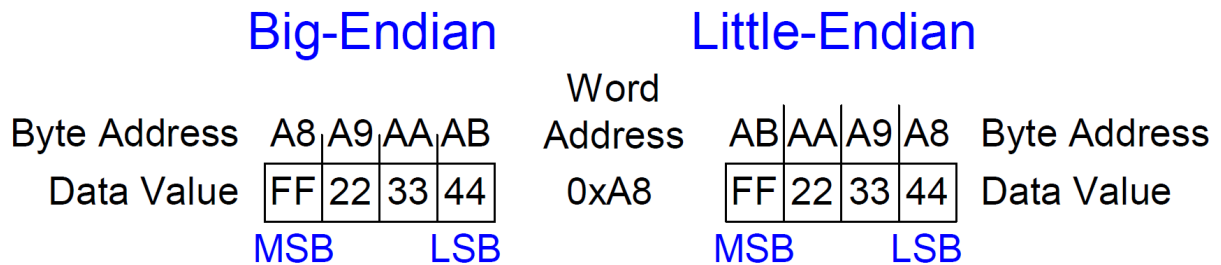 Big-Endian Little-Endian
Word
Byte Address A8 A9 AA AB Address AB AA A9 A8 Byte Address
Data Value FF 22 33 44 0xA8 FF 22 33 44 Data Value
MSB LSB MSB LSB